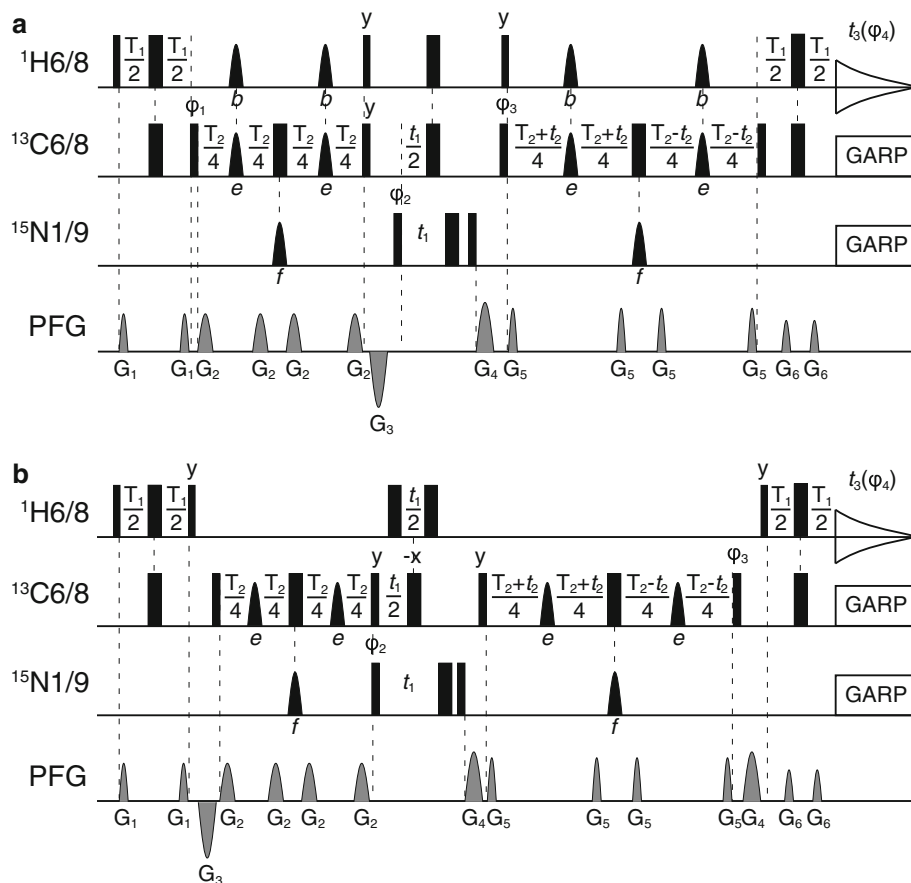 a
y y t₃(φ₄)
¹H6/8 T₁/2 T₁/2 T₁/2 T₁/2
b b b b
φ₁ y φ₃
¹³C6/8 T₂/4 T₂/4 T₂/4 T₂/4 t₁/2 T₂+t₂/4 T₂+t₂/4 T₂-t₂/4 T₂-t₂/4 GARP
e e e e
φ₂
¹⁵N1/9 t₁ GARP
f f
PFG
G₁ G₁ G₂ G₂ G₂ G₂ G₄ G₅ G₅ G₅ G₅ G₆ G₆
G₃
b
y y t₃(φ₄)
¹H6/8 T₁/2 T₁/2 t₁/2 T₁/2 T₁/2
y -x y φ₃
¹³C6/8 T₂/4 T₂/4 T₂/4 T₂/4 t₁/2 T₂+t₂/4 T₂+t₂/4 T₂-t₂/4 T₂-t₂/4 GARP
e e e e
φ₂
¹⁵N1/9 t₁ GARP
f f
PFG
G₁ G₁ G₂ G₂ G₂ G₂ G₄ G₅ G₅ G₅ G₅ G₄ G₆ G₆
G₃